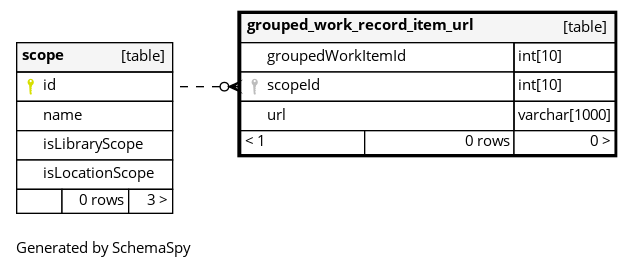 scope [table]
id
name
isLibraryScope
isLocationScope
0 rows 3 >
grouped_work_record_item_url [table]
groupedWorkItemId int[10]
scopeId int[10]
url varchar[1000]
< 1 0 rows 0 >
Generated by SchemaSpy